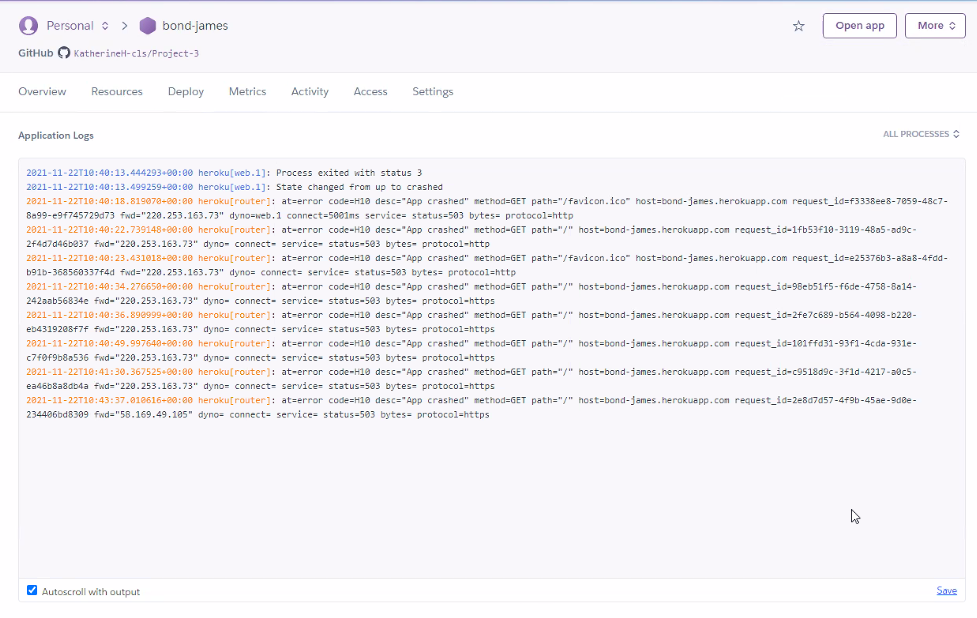 Personal > bond-james
Open app
More
GitHub KatherineH-cls/Project-3
Overview Resources Deploy Metrics Activity Access Settings
Application Logs
ALL PROCESSES
2021-11-22T10:40:13.444293+00:00 heroku[web.1]: Process exited with status 3
2021-11-22T10:40:13.499259+00:00 heroku[web.1]: State changed from up to crashed
2021-11-22T10:40:18.819070+00:00 heroku[router]: at=error code=H10 desc="App crashed" method=GET path="/favicon.ico" host=bond-james.herokuapp.com request_id=f3338ee8-7059-48c7-
8a99-e9f745729d73 fwd="220.253.163.73" dyno=web.1 connect=5001ms service= status=503 bytes= protocol=http
2021-11-22T10:40:22.739148+00:00 heroku[router]: at=error code=H10 desc="App crashed" method=GET path="/" host=bond-james.herokuapp.com request_id=1fb53f10-3119-48a5-ad9c-
2f4d7d46b037 fwd="220.253.163.73" dyno= connect= service= status=503 bytes= protocol=http
2021-11-22T10:40:23.431018+00:00 heroku[router]: at=error code=H10 desc="App crashed" method=GET path="/favicon.ico" host=bond-james.herokuapp.com request_id=e25376b3-a8a8-4fdd-
b91b-368560337f4d fwd="220.253.163.73" dyno= connect= service= status=503 bytes= protocol=http
2021-11-22T10:40:34.276650+00:00 heroku[router]: at=error code=H10 desc="App crashed" method=GET path="/" host=bond-james.herokuapp.com request_id=98eb51f5-f6de-4758-8a14-
242aab56834e fwd="220.253.163.73" dyno= connect= service= status=503 bytes= protocol=https
2021-11-22T10:40:36.890999+00:00 heroku[router]: at=error code=H10 desc="App crashed" method=GET path="/" host=bond-james.herokuapp.com request_id=2fe7c689-b564-4098-b220-
eb4319208f7f fwd="220.253.163.73" dyno= connect= service= status=503 bytes= protocol=https
2021-11-22T10:40:49.997640+00:00 heroku[router]: at=error code=H10 desc="App crashed" method=GET path="/" host=bond-james.herokuapp.com request_id=101ffd31-93f1-4cda-931e-
c7f0f9b8a536 fwd="220.253.163.73" dyno= connect= service= status=503 bytes= protocol=https
2021-11-22T10:41:30.367525+00:00 heroku[router]: at=error code=H10 desc="App crashed" method=GET path="/" host=bond-james.herokuapp.com request_id=c9518d9c-3f1d-4217-a0c5-
ea46b8a8db4a fwd="220.253.163.73" dyno= connect= service= status=503 bytes= protocol=https
2021-11-22T10:43:37.010616+00:00 heroku[router]: at=error code=H10 desc="App crashed" method=GET path="/" host=bond-james.herokuapp.com request_id=2e8d7d57-4f9b-45ae-9d0e-
234406bd8309 fwd="58.169.49.105" dyno= connect= service= status=503 bytes= protocol=https
Autoscroll with output
Save